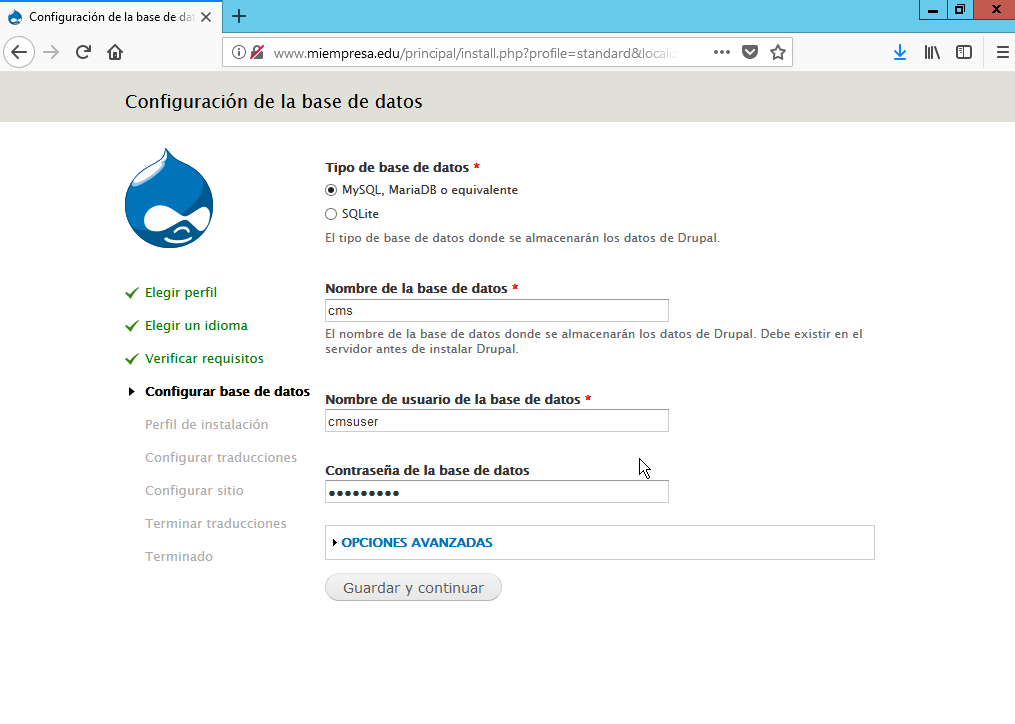 Configuración de la base de dat
www.miempresa.edu/principal/install.php?profile=standard&locali
Configuración de la base de datos
Elegir perfil
Elegir un idioma
Verificar requisitos
Configurar base de datos
Perfil de instalación
Configurar traducciones
Configurar sitio
Terminar traducciones
Terminado
Tipo de base de datos *
MySQL, MariaDB o equivalente
SQLite
El tipo de base de datos donde se almacenarán los datos de Drupal.
Nombre de la base de datos *
cms
El nombre de la base de datos donde se almacenarán los datos de Drupal. Debe existir en el
servidor antes de instalar Drupal.
Nombre de usuario de la base de datos *
cmsuser
Contraseña de la base de datos
•••••••••
OPCIONES AVANZADAS
Guardar y continuar